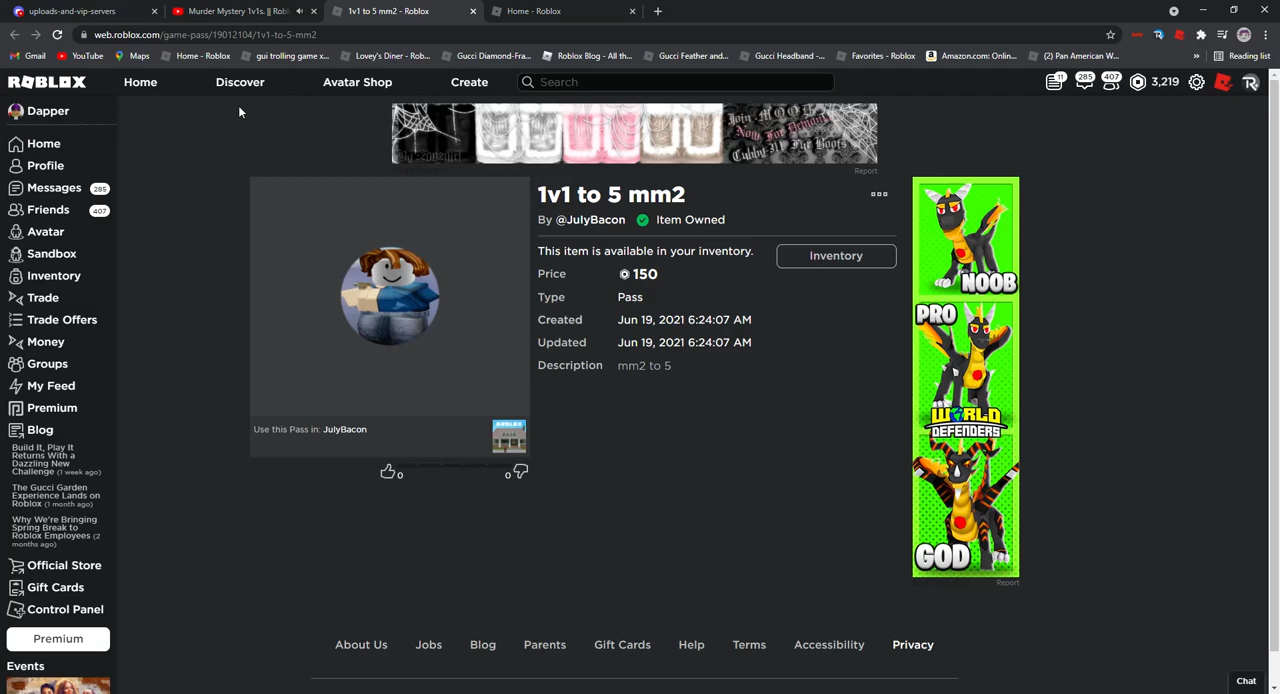 uploads-and-vip-servers
Murder Mystery 1v1s. || Robl
1v1 to 5 mm2 - Roblox
Home - Roblox
web.roblox.com/game-pass/19012104/1v1-to-5-mm2
Gmail
YouTube
Maps
Home - Roblox
gui trolling game x...
Lovey's Diner - Rob...
Gucci Diamond-Fra...
Roblox Blog - All th...
Gucci Feather and...
Gucci Headband -...
Favorites - Roblox
Amazon.com: Onlin...
(2) Pan American W...
»
Reading list
ROBLOX
Home
Discover
Avatar Shop
Create
Search
11
285
407
3,219
Dapper
Home
Profile
Messages 285
Friends 407
Avatar
Sandbox
Inventory
Trade
Trade Offers
Money
Groups
My Feed
Premium
Blog
Build It, Play It
Returns With a
Dazzling New
Challenge (1 week ago)
The Gucci Garden
Experience Lands on
Roblox (1 month ago)
Why We're Bringing
Spring Break to
Roblox Employees (2
months ago)
Official Store
Gift Cards
Control Panel
Premium
Events
Join MOOD
Now For Demonic
Cubby-H For Boots
Report
1v1 to 5 mm2
By @JulyBacon Item Owned
This item is available in your inventory.
Inventory
Price 150
Type Pass
Created Jun 19, 2021 6:24:07 AM
Updated Jun 19, 2021 6:24:07 AM
Description mm2 to 5
Use this Pass in: JulyBacon
0
0
NOOB
PRO
WORLD
DEFENDERS
GOD
Report
About Us
Jobs
Blog
Parents
Gift Cards
Help
Terms
Accessibility
Privacy
Chat